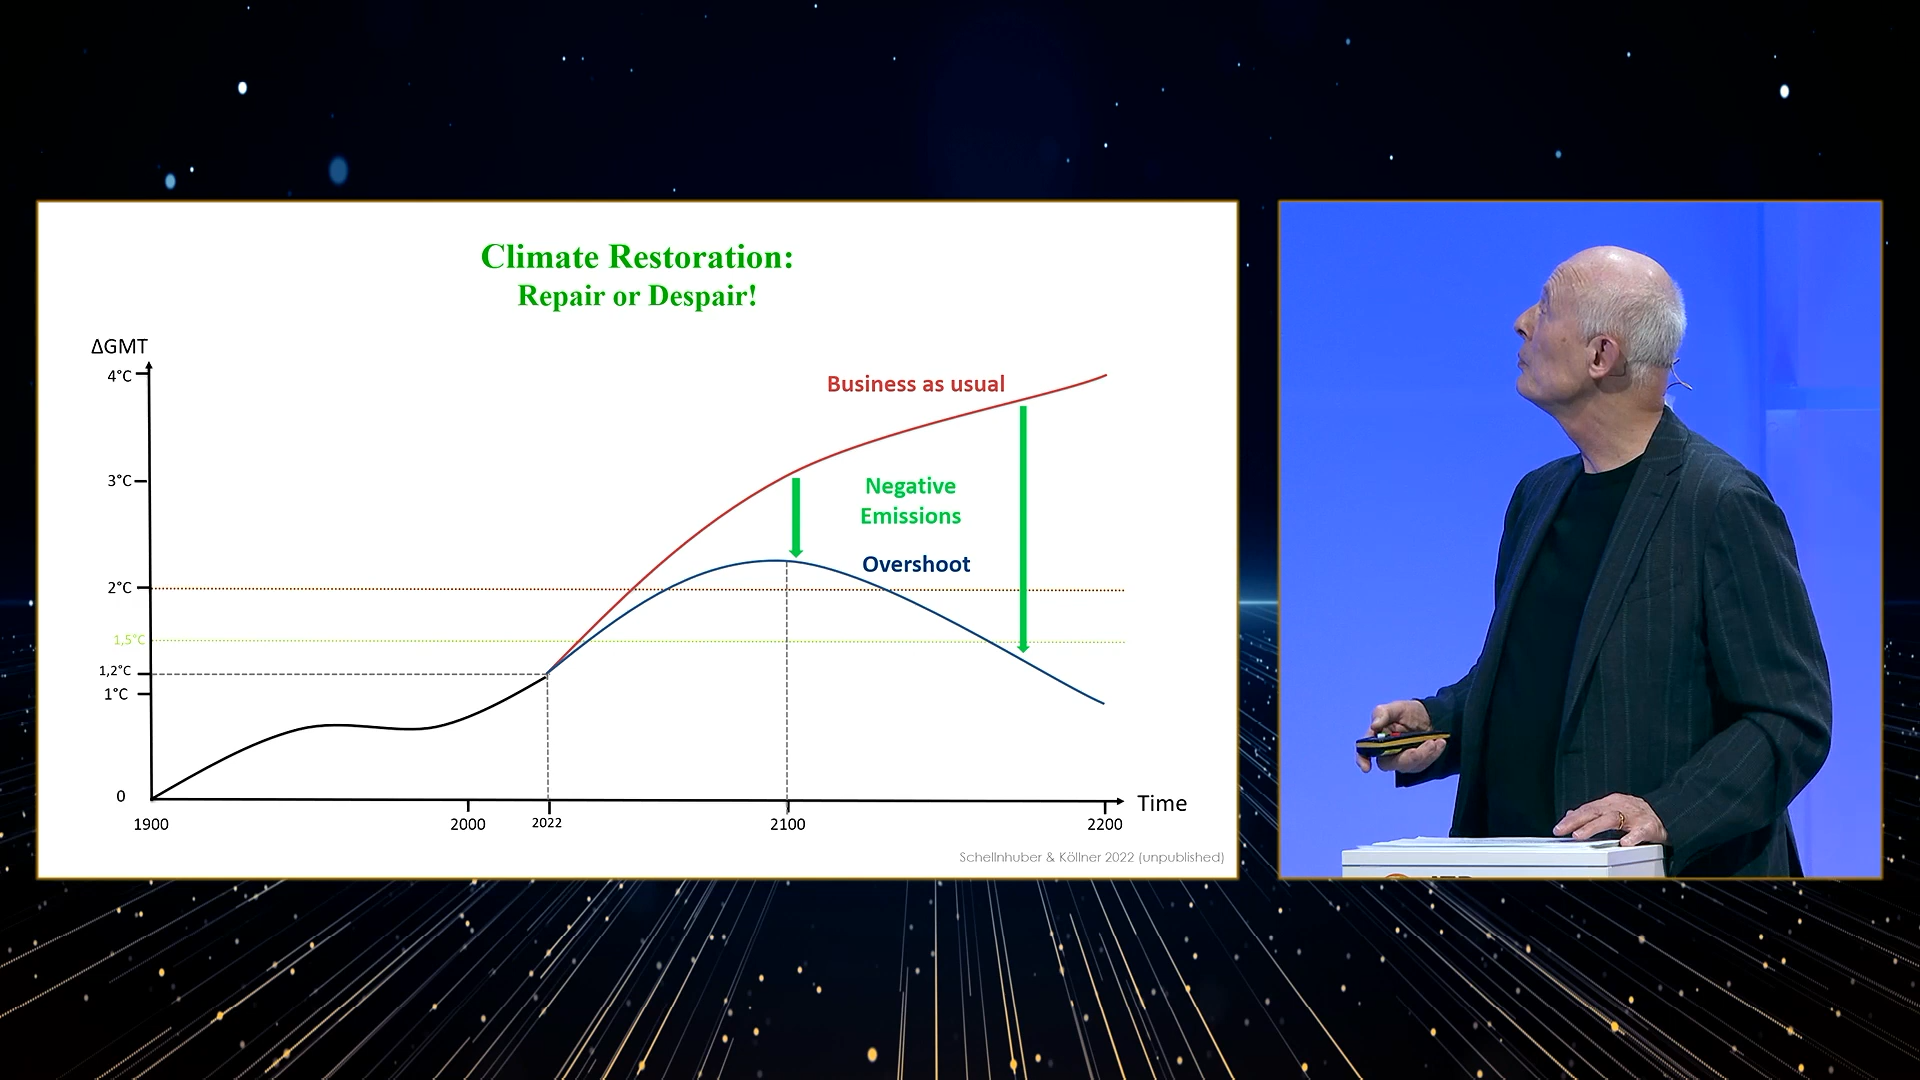 Climate Restoration:
Repair or Despair!
ΔGMT
4°C
3°C
2°C
1,5°C
1,2°C
1°C
0
Business as usual
Negative
Emissions
Overshoot
Time
1900
2000
2022
2100
2200
Schellnhuber & Köllner 2022 (unpublished)